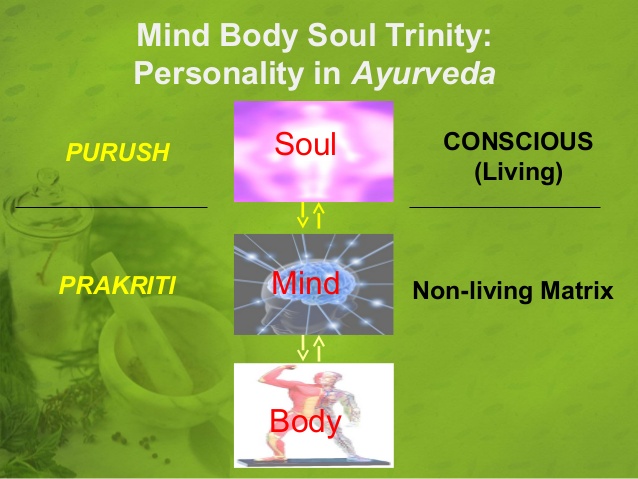 Mind Body Soul Trinity:
Personality in Ayurveda
PURUSH
Soul
CONSCIOUS
(Living)
PRAKRITI
Mind
Non-living Matrix
Body